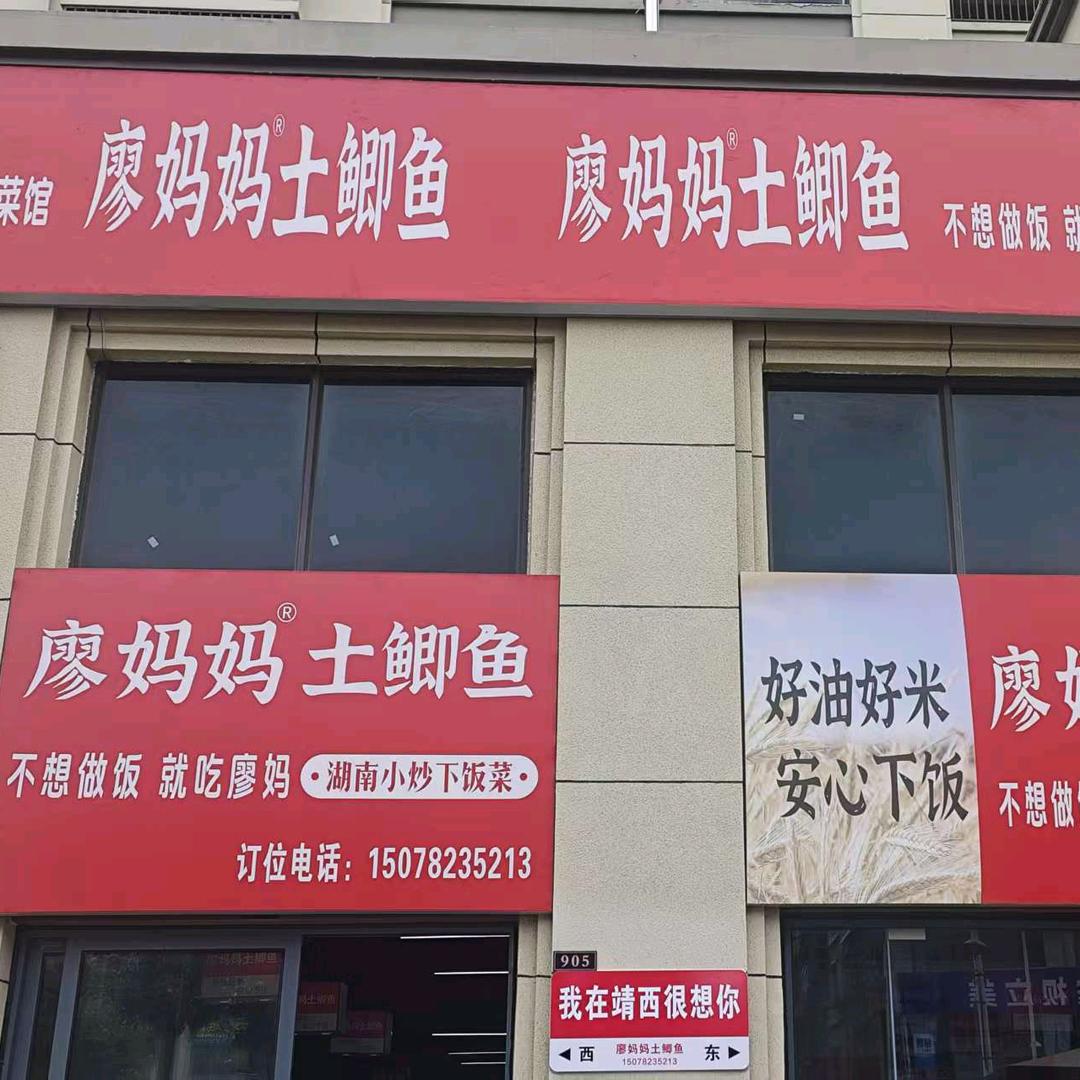 菜馆 廖妈妈®土鲫鱼 廖妈妈®土鲫鱼 不想做饭 就
廖妈妈®土鲫鱼
不想做饭 就吃廖妈 ·湖南小炒下饭菜·
订位电话：15078235213
好油好米
安心下饭
廖妈
不想做
905
我在靖西很想你
西 廖妈妈土鲫鱼 东
15078235213